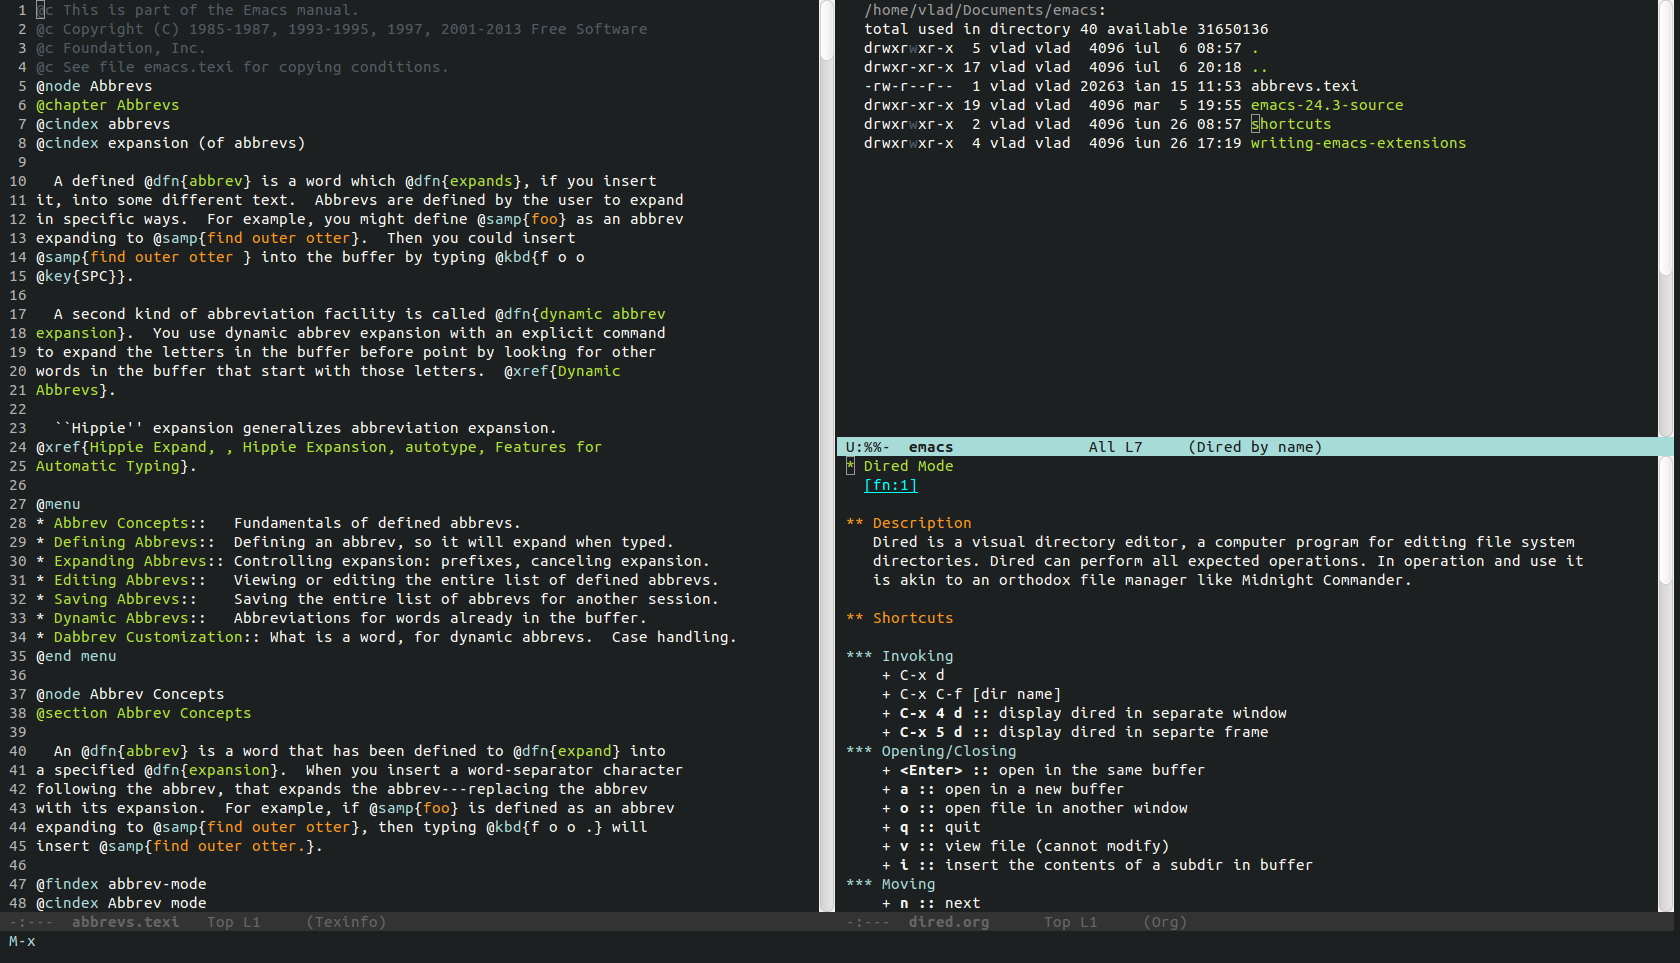 1 @c This is part of the Emacs manual.
2 @c Copyright (C) 1985-1987, 1993-1995, 1997, 2001-2013 Free Software
3 @c Foundation, Inc.
4 @c See file emacs.texi for copying conditions.
5 @node Abbrevs
6 @chapter Abbrevs
7 @cindex abbrevs
8 @cindex expansion (of abbrevs)
9
10   A defined @dfn{abbrev} is a word which @dfn{expands}, if you insert
11 it, into some different text.  Abbrevs are defined by the user to expand
12 in specific ways.  For example, you might define @samp{foo} as an abbrev
13 expanding to @samp{find outer otter}.  Then you could insert
14 @samp{find outer otter } into the buffer by typing @kbd{f o o
15 @key{SPC}}.
16
17   A second kind of abbreviation facility is called @dfn{dynamic abbrev
18 expansion}.  You use dynamic abbrev expansion with an explicit command
19 to expand the letters in the buffer before point by looking for other
20 words in the buffer that start with those letters.  @xref{Dynamic
21 Abbrevs}.
22
23   ``Hippie'' expansion generalizes abbreviation expansion.
24 @xref{Hippie Expand, , Hippie Expansion, autotype, Features for
25 Automatic Typing}.
26
27 @menu
28 * Abbrev Concepts::   Fundamentals of defined abbrevs.
29 * Defining Abbrevs::  Defining an abbrev, so it will expand when typed.
30 * Expanding Abbrevs:: Controlling expansion: prefixes, canceling expansion.
31 * Editing Abbrevs::   Viewing or editing the entire list of defined abbrevs.
32 * Saving Abbrevs::    Saving the entire list of abbrevs for another session.
33 * Dynamic Abbrevs::   Abbreviations for words already in the buffer.
34 * Dabbrev Customization:: What is a word, for dynamic abbrevs.  Case handling.
35 @end menu
36
37 @node Abbrev Concepts
38 @section Abbrev Concepts
39
40   An @dfn{abbrev} is a word that has been defined to @dfn{expand} into
41 a specified @dfn{expansion}.  When you insert a word-separator character
42 following the abbrev, that expands the abbrev---replacing the abbrev
43 with its expansion.  For example, if @samp{foo} is defined as an abbrev
44 expanding to @samp{find outer otter}, then typing @kbd{f o o .} will
45 insert @samp{find outer otter.}.
46
47 @findex abbrev-mode
48 @cindex Abbrev mode
-:---  abbrevs.texi   Top L1     (Texinfo)
/home/vlad/Documents/emacs:
total used in directory 40 available 31650136
drwxrwxr-x  5 vlad vlad  4096 iul  6 08:57 .
drwxr-xr-x 17 vlad vlad  4096 iul  6 20:18 ..
-rw-r--r--  1 vlad vlad 20263 ian 15 11:53 abbrevs.texi
drwxr-xr-x 19 vlad vlad  4096 mar  5 19:55 emacs-24.3-source
drwxrwxr-x  2 vlad vlad  4096 iun 26 08:57 shortcuts
drwxrwxr-x  4 vlad vlad  4096 iun 26 17:19 writing-emacs-extensions
U:%%-  emacs               All L7     (Dired by name)
* Dired Mode
[fn:1]
** Description
Dired is a visual directory editor, a computer program for editing file system
directories. Dired can perform all expected operations. In operation and use it
is akin to an orthodox file manager like Midnight Commander.
** Shortcuts
*** Invoking
+ C-x d
+ C-x C-f [dir name]
+ C-x 4 d :: display dired in separate window
+ C-x 5 d :: display dired in separte frame
*** Opening/Closing
+ <Enter> :: open in the same buffer
+ a :: open in a new buffer
+ o :: open file in another window
+ q :: quit
+ v :: view file (cannot modify)
+ i :: insert the contents of a subdir in buffer
*** Moving
+ n :: next
-:---  dired.org      Top L1     (Org)
M-x